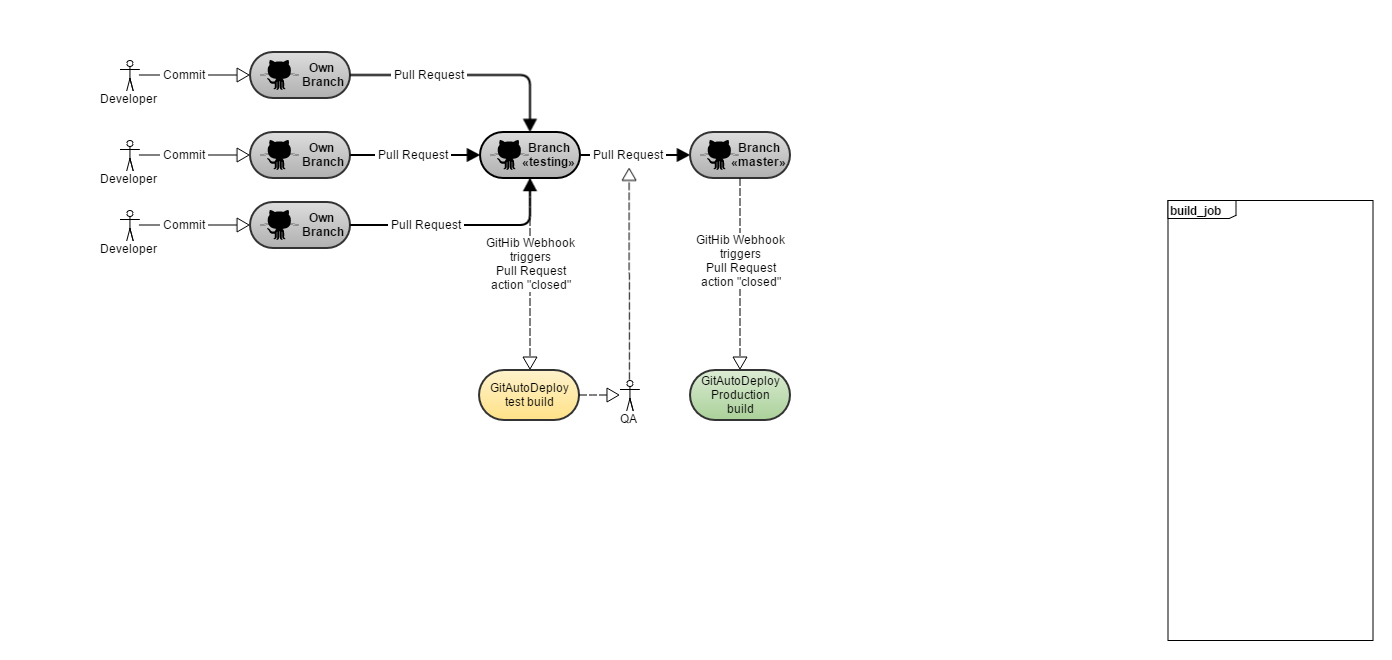 Developer
Commit
Own
Branch
Pull Request
Developer
Commit
Own
Branch
Pull Request
Branch
«testing»
Pull Request
Branch
«master»
Developer
Commit
Own
Branch
Pull Request
GitHib Webhook
triggers
Pull Request
action "closed"
GitHib Webhook
triggers
Pull Request
action "closed"
GitAutoDeploy
test build
QA
GitAutoDeploy
Production
build
build_job